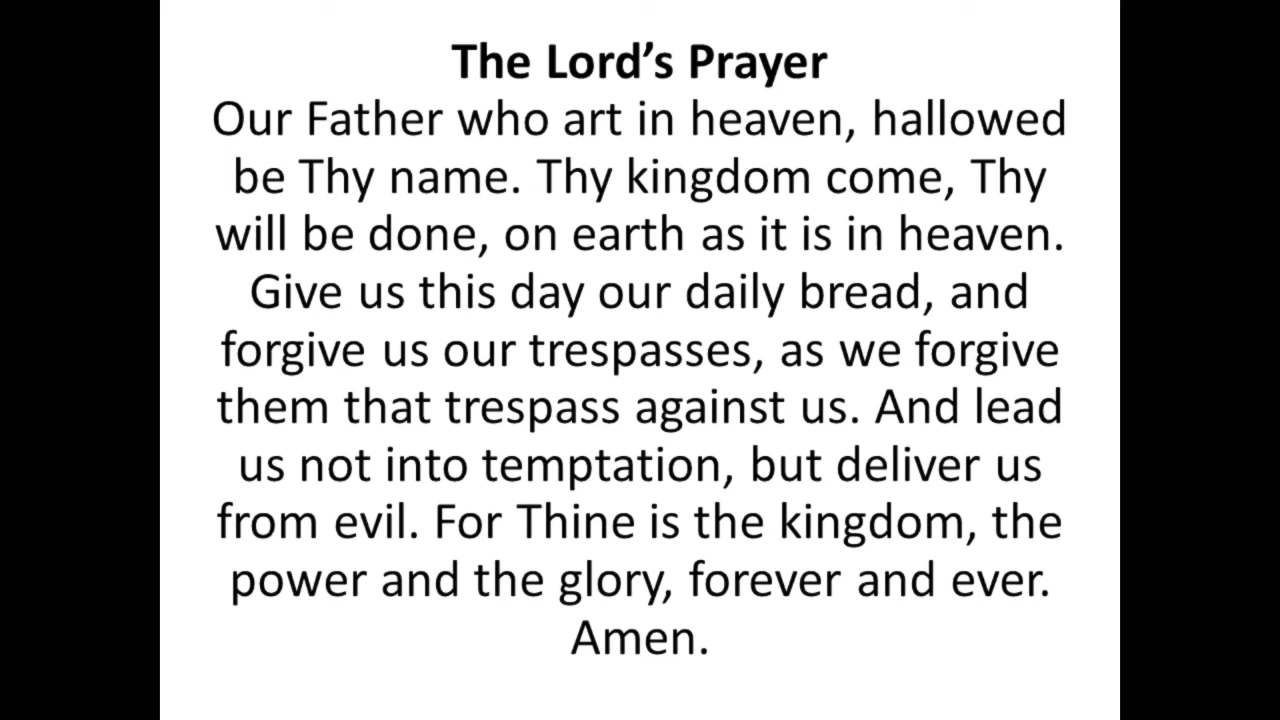 The Lord’s Prayer
Our Father who art in heaven, hallowed
be Thy name. Thy kingdom come, Thy
will be done, on earth as it is in heaven.
Give us this day our daily bread, and
forgive us our trespasses, as we forgive
them that trespass against us. And lead
us not into temptation, but deliver us
from evil. For Thine is the kingdom, the
power and the glory, forever and ever.
Amen.